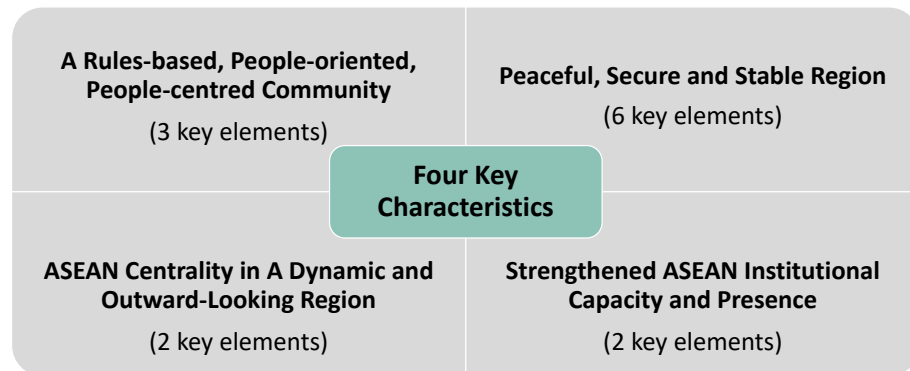 A Rules-based, People-oriented,
People-centred Community
(3 key elements)
Peaceful, Secure and Stable Region
(6 key elements)
Four Key
Characteristics
ASEAN Centrality in A Dynamic and
Outward-Looking Region
(2 key elements)
Strengthened ASEAN Institutional
Capacity and Presence
(2 key elements)